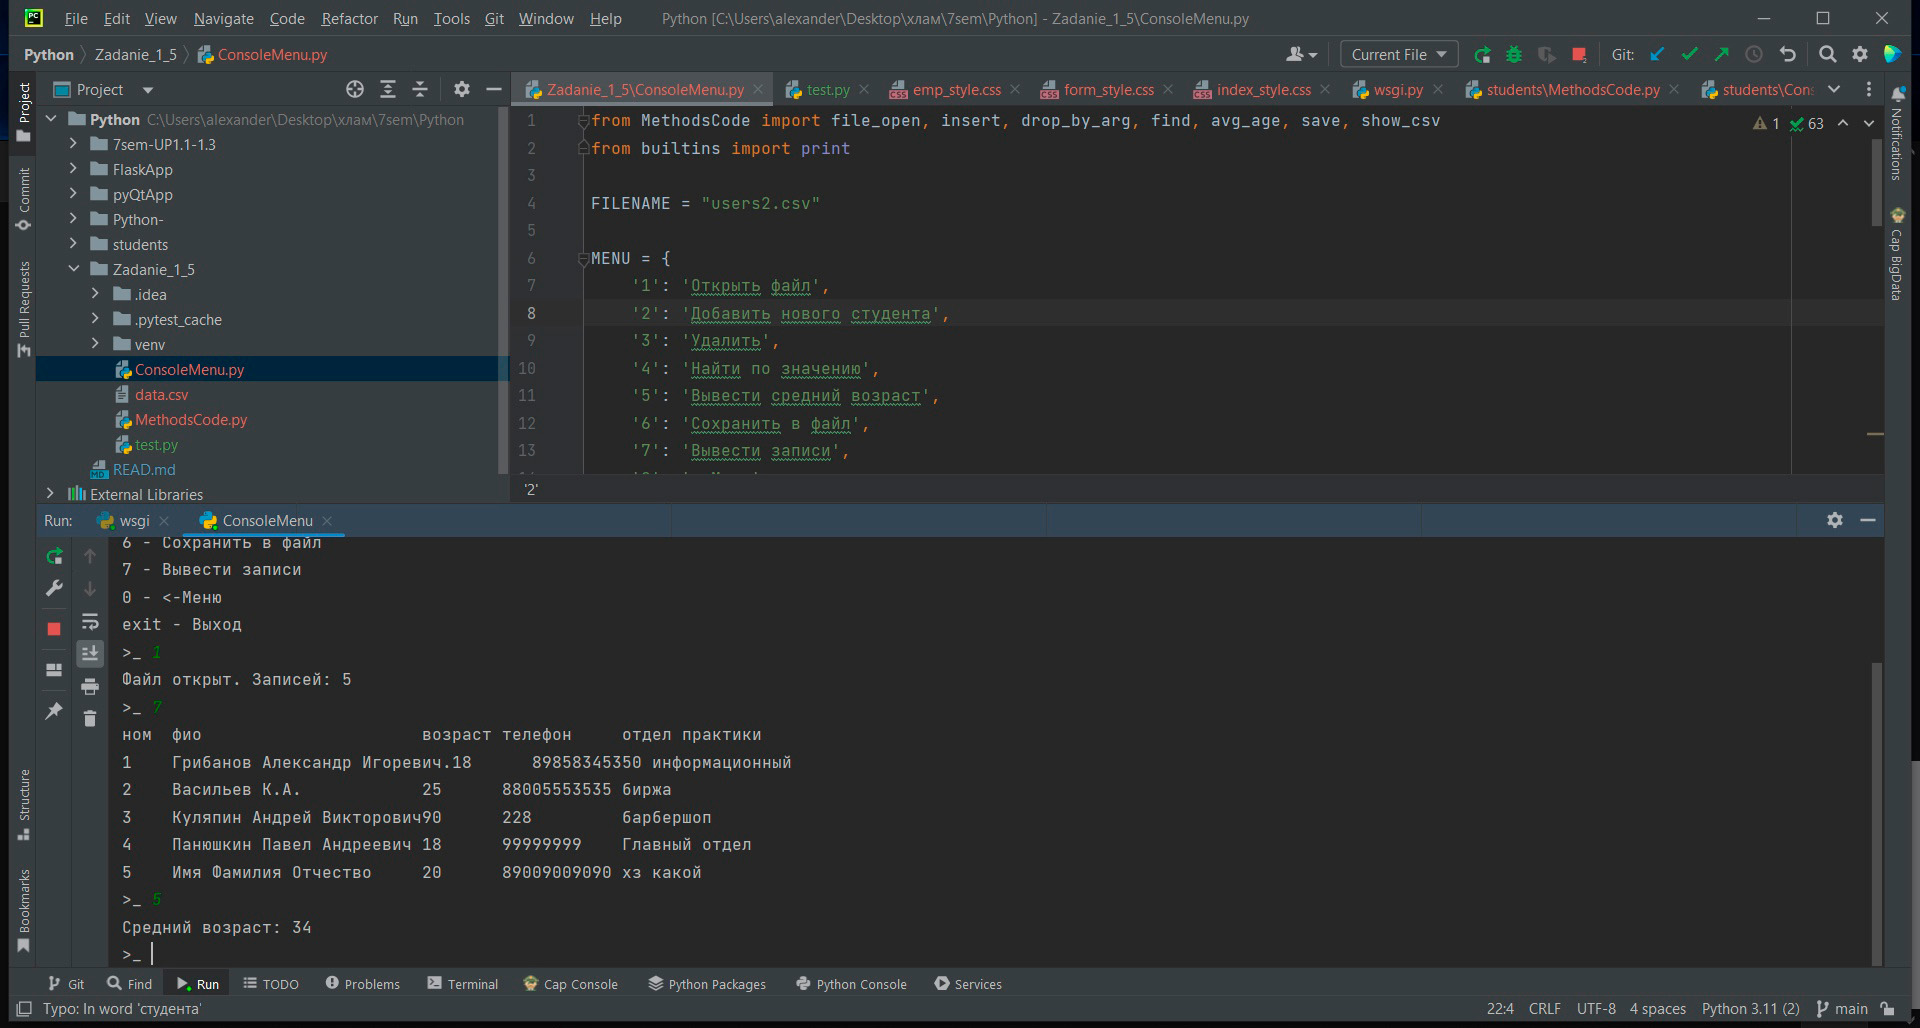 File Edit View Navigate Code Refactor Run Tools Git Window Help Python [C:\Users\alexander\Desktop\хлам\7sem\Python] - Zadanie_1_5\ConsoleMenu.py
Python Zadanie_1_5 ConsoleMenu.py Current File Git:
Project
Zadanie_1_5\ConsoleMenu.py test.py emp_style.css form_style.css index_style.css wsgi.py students\MethodsCode.py students\Cons
Python C:\Users\alexander\Desktop\хлам\7sem\Python
7sem-UP1.1-1.3
FlaskApp
pyQtApp
Python-
students
Zadanie_1_5
.idea
.pytest_cache
venv
ConsoleMenu.py
data.csv
MethodsCode.py
test.py
READ.md
External Libraries
1 from MethodsCode import file_open, insert, drop_by_arg, find, avg_age, save, show_csv
1 63
2 from builtins import print
3
4 FILENAME = "users2.csv"
5
6 MENU = {
7 '1': 'Открыть файл',
8 '2': 'Добавить нового студента',
9 '3': 'Удалить',
10 '4': 'Найти по значению',
11 '5': 'Вывести средний возраст',
12 '6': 'Сохранить в файл',
13 '7': 'Вывести записи',
'2'
Project
Commit
Pull Requests
Structure
Bookmarks
Notifications
Cap BigData
Run: wsgi ConsoleMenu
6 - Сохранить в файл
7 - Вывести записи
0 - <-Меню
exit - Выход
>_ 1
Файл открыт. Записей: 5
>_ 7
ном фио возраст телефон отдел практики
1 Грибанов Александр Игоревич.18 89858345350 информационный
2 Васильев К.А. 25 88005553535 биржа
3 Куляпин Андрей Викторович90 228 барбершоп
4 Панюшкин Павел Андреевич 18 99999999 Главный отдел
5 Имя Фамилия Отчество 20 89009009090 хз какой
>_ 5
Средний возраст: 34
>_
Git Find Run TODO Problems Terminal Cap Console Python Packages Python Console Services
Typo: In word 'студента' 22:4 CRLF UTF-8 4 spaces Python 3.11 (2) main